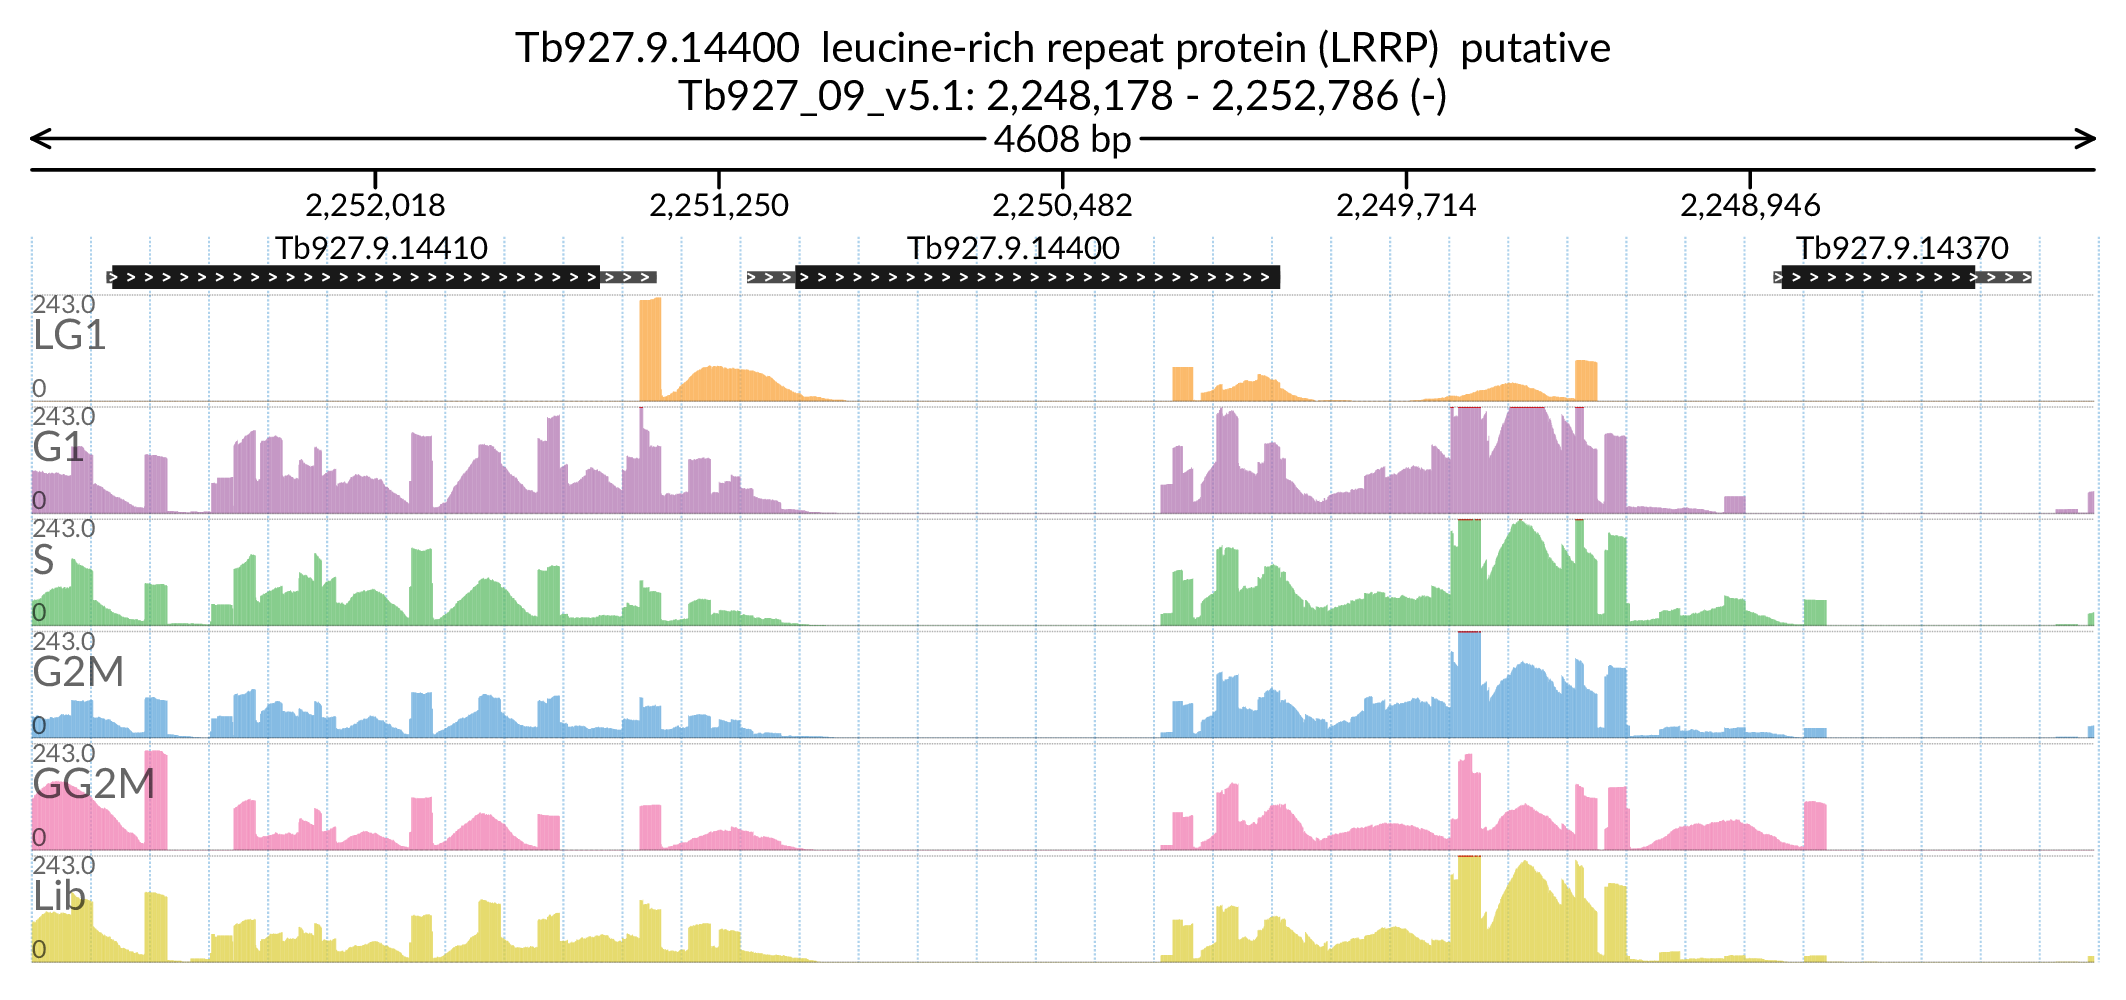 Tb927.9.14400  leucine-rich repeat protein (LRRP)  putative
Tb927_09_v5.1: 2,248,178 - 2,252,786 (-)
4608 bp
2,252,018 2,251,250 2,250,482 2,249,714 2,248,946
Tb927.9.14410 Tb927.9.14400 Tb927.9.14370
243.0
LG1
0
243.0
G1
0
243.0
S
0
243.0
G2M
0
243.0
GG2M
0
243.0
Lib
0